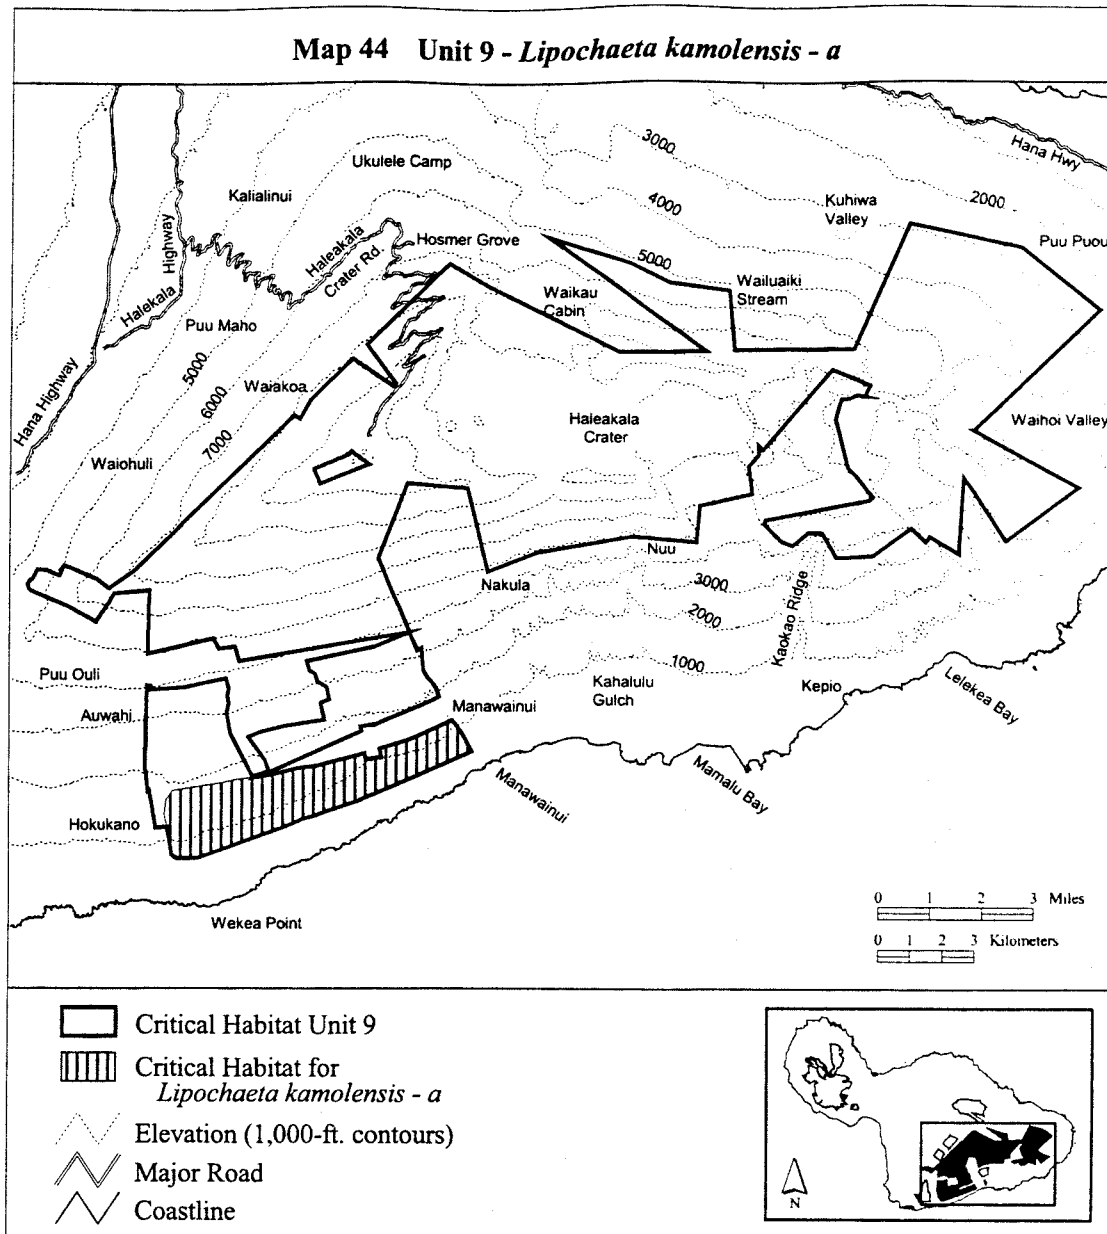 Map 44 Unit 9 - Lipochaeta kamolensis - a
Hana Hwy
3000
2000
Ukulele Camp
Kalialinui
4000
Kuhiwa
Valley
Halekala Highway
Haleakala
Crater Rd.
Hosmer Grove
5000
Puu Puou
Wailuaiki
Stream
Waikau
Cabin
Puu Maho
5000
6000
7000
Waiakoa
Hana Highway
Haleakala
Crater
Waihoi Valley
Waiohuli
Nuu
Nakula
3000
2000
1000
Kaokao Ridge
Puu Ouli
Auwahi
Manawainui
Kahalulu
Gulch
Kepio
Lelekea Bay
Mamalu Bay
Manawainui
Hokukano
Wekea Point
0 1 2 3 Miles
0 1 2 3 Kilometers
Critical Habitat Unit 9
Critical Habitat for
Lipochaeta kamolensis - a
Elevation (1,000-ft. contours)
Major Road
Coastline
N